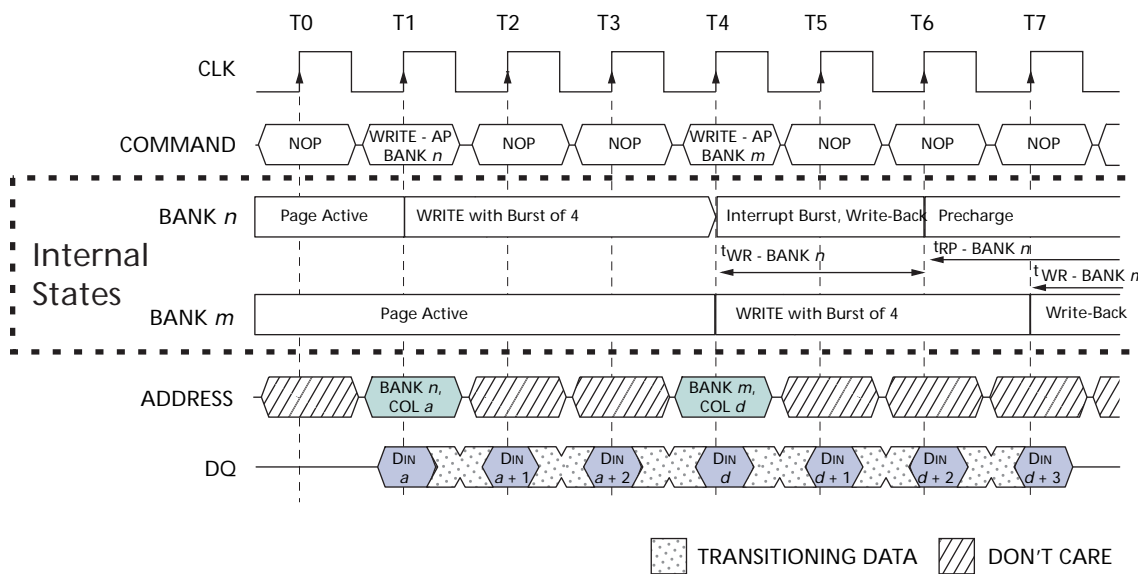 T0 T1 T2 T3 T4 T5 T6 T7
CLK
COMMAND NOP WRITE - AP BANK n NOP NOP WRITE - AP BANK m NOP NOP NOP
Internal States
BANK n Page Active WRITE with Burst of 4 Interrupt Burst, Write-Back Precharge
tWR - BANK n tRP - BANK n
tWR - BANK
BANK m Page Active WRITE with Burst of 4 Write-Back
ADDRESS BANK n, COL a BANK m, COL d
DQ DIN a DIN a + 1 DIN a + 2 DIN d DIN d + 1 DIN d + 2 DIN d + 3
TRANSITIONING DATA DON'T CARE